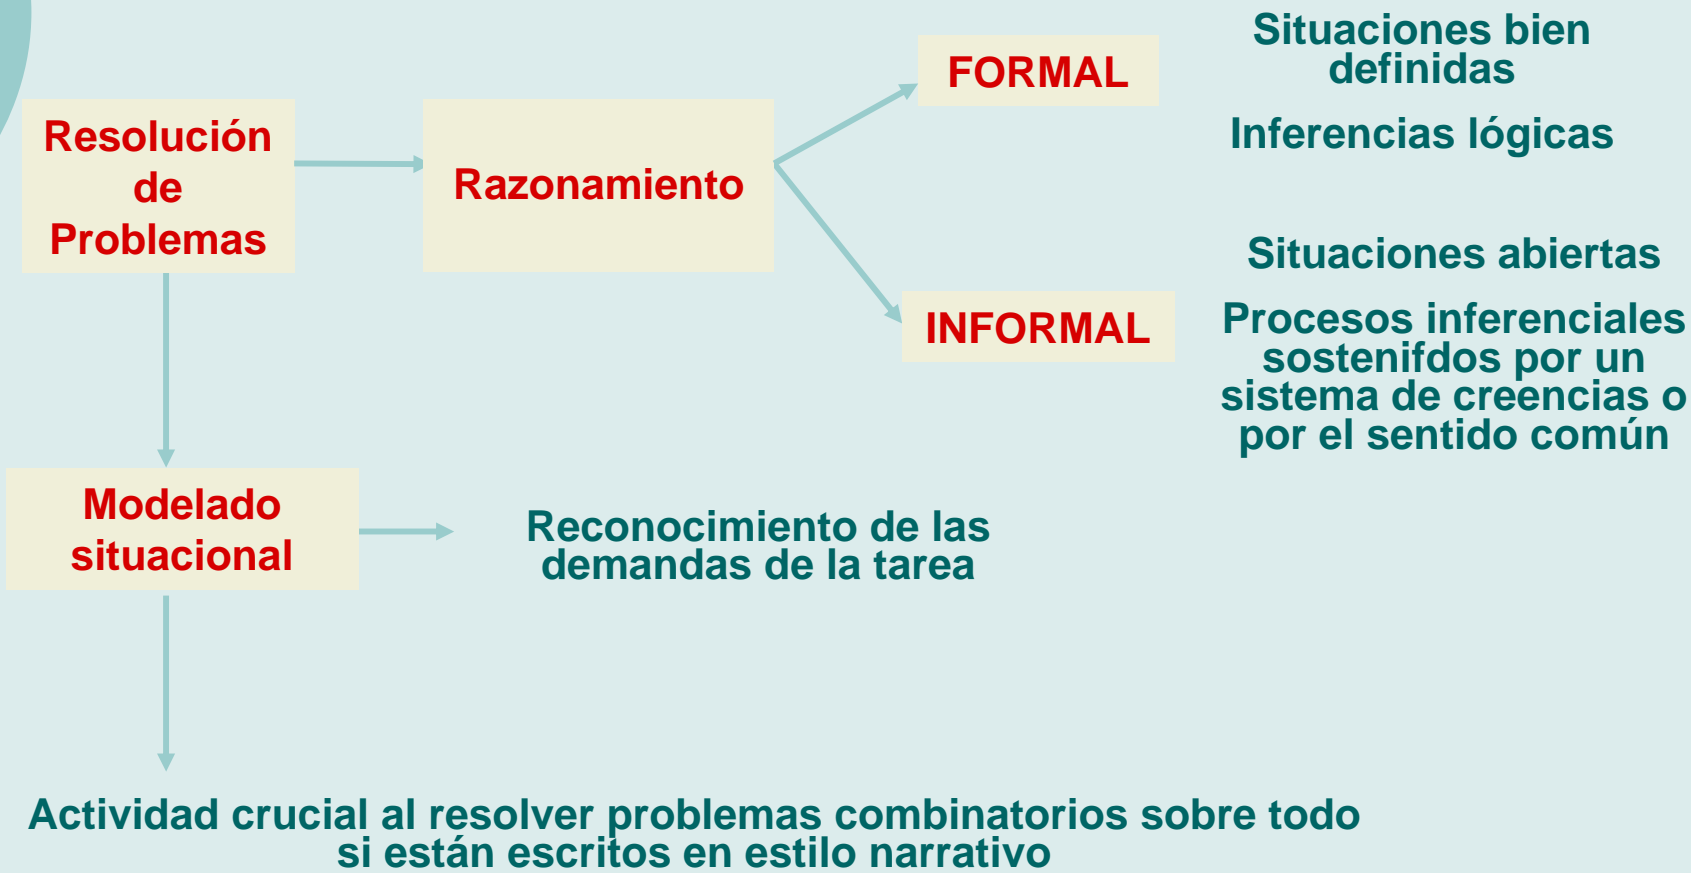 Resolución
de
Problemas
Razonamiento
FORMAL
Situaciones bien
definidas
Inferencias lógicas
INFORMAL
Situaciones abiertas
Procesos inferenciales
sostenifdos por un
sistema de creencias o
por el sentido común
Modelado
situacional
Reconocimiento de las
demandas de la tarea
Actividad crucial al resolver problemas combinatorios sobre todo
si están escritos en estilo narrativo